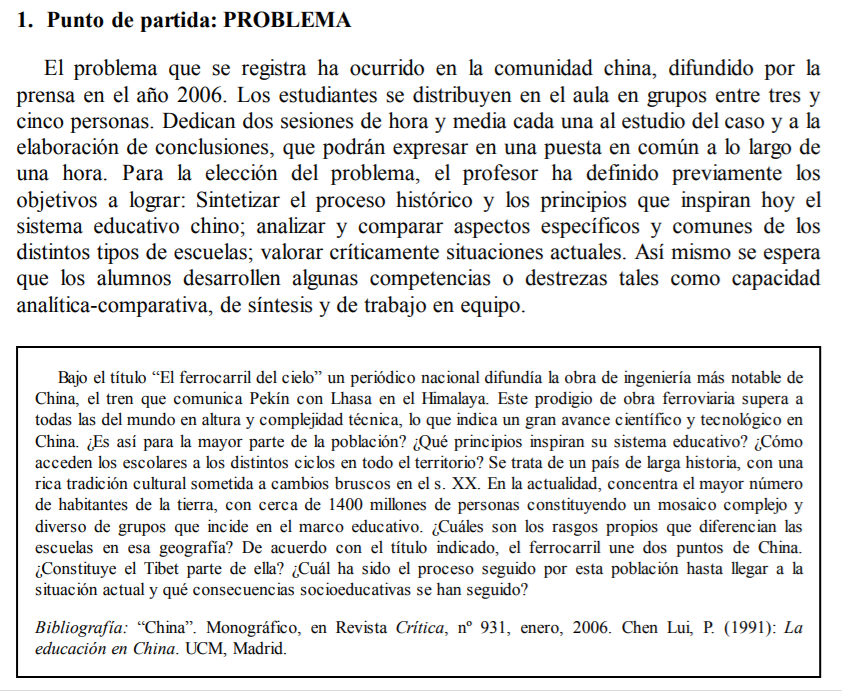 1. Punto de partida: PROBLEMA
El problema que se registra ha ocurrido en la comunidad china, difundido por la
prensa en el año 2006. Los estudiantes se distribuyen en el aula en grupos entre tres y
cinco personas. Dedican dos sesiones de hora y media cada una al estudio del caso y a la
elaboración de conclusiones, que podrán expresar en una puesta en común a lo largo de
una hora. Para la elección del problema, el profesor ha definido previamente los
objetivos a lograr: Sintetizar el proceso histórico y los principios que inspiran hoy el
sistema educativo chino; analizar y comparar aspectos específicos y comunes de los
distintos tipos de escuelas; valorar críticamente situaciones actuales. Así mismo se espera
que los alumnos desarrollen algunas competencias o destrezas tales como capacidad
analítica-comparativa, de síntesis y de trabajo en equipo.
Bajo el título “El ferrocarril del cielo” un periódico nacional difundía la obra de ingeniería más notable de
China, el tren que comunica Pekín con Lhasa en el Himalaya. Este prodigio de obra ferroviaria supera a
todas las del mundo en altura y complejidad técnica, lo que indica un gran avance científico y tecnológico en
China. ¿Es así para la mayor parte de la población? ¿Qué principios inspiran su sistema educativo? ¿Cómo
acceden los escolares a los distintos ciclos en todo el territorio? Se trata de un país de larga historia, con una
rica tradición cultural sometida a cambios bruscos en el s. XX. En la actualidad, concentra el mayor número
de habitantes de la tierra, con cerca de 1400 millones de personas constituyendo un mosaico complejo y
diverso de grupos que incide en el marco educativo. ¿Cuáles son los rasgos propios que diferencian las
escuelas en esa geografía? De acuerdo con el título indicado, el ferrocarril une dos puntos de China.
¿Constituye el Tibet parte de ella? ¿Cuál ha sido el proceso seguido por esta población hasta llegar a la
situación actual y qué consecuencias socioeducativas se han seguido?
Bibliografía: “China”. Monográfico, en Revista Crítica, nº 931, enero, 2006. Chen Lui, P. (1991): La
educación en China. UCM, Madrid.